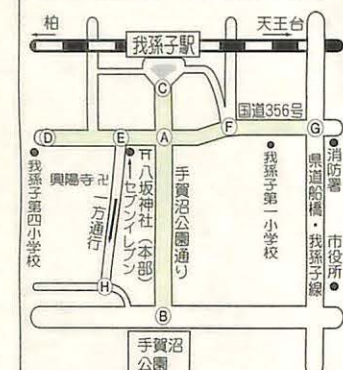 柏
天王台
我孫子駅
C
国道356号
D
E
A
F
G
我孫子第四小学校
興陽寺卍
一方通行
セブンイレブン
八坂神社(本部)
手賀沼公園通り
我孫子第一小学校
県道船橋・我孫子線
消防署
市役所
H
B
手賀沼
公園